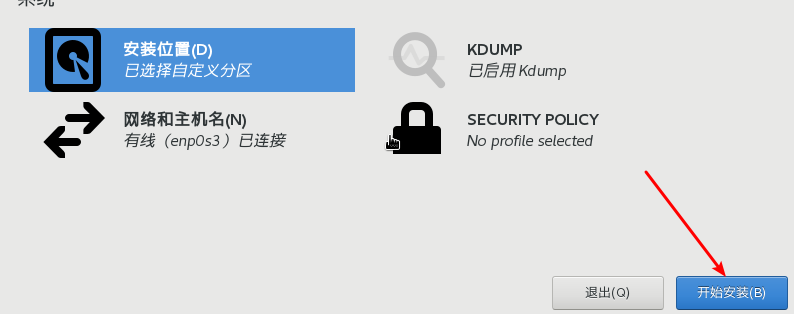 系统
安装位置(D)
已选择自定义分区
KDUMP
已启用 Kdump
网络和主机名(N)
有线（enp0s3）已连接
SECURITY POLICY
No profile selected
退出(Q)
开始安装(B)